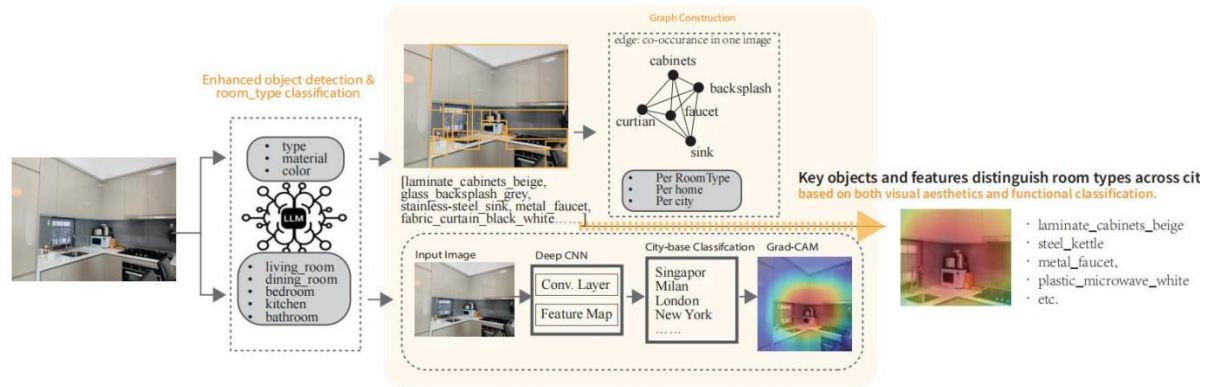 Enhanced object detection &
room_type classification
type
material
color
LLM
living_room
dining_room
bedroom
kitchen
bathroom
Graph Construction
[laminate_cabinets_beige,
glass_backsplash_grey,
stainless-steel_sink, metal_faucet,
fabric_curtain_black_white……]
edge: co-occurance in one image
cabinets
backsplash
faucet
curtian
sink
Per RoomType
Per home
Per city
Input Image
Deep CNN
Conv. Layer
Feature Map
City-base Classifcation
Singapor
Milan
London
New York
……
Grad-CAM
Key objects and features distinguish room types across cit
based on both visual aesthetics and functional classification.
laminate_cabinets_beige
steel_kettle
metal_faucet,
plastic_microwave_white
etc.